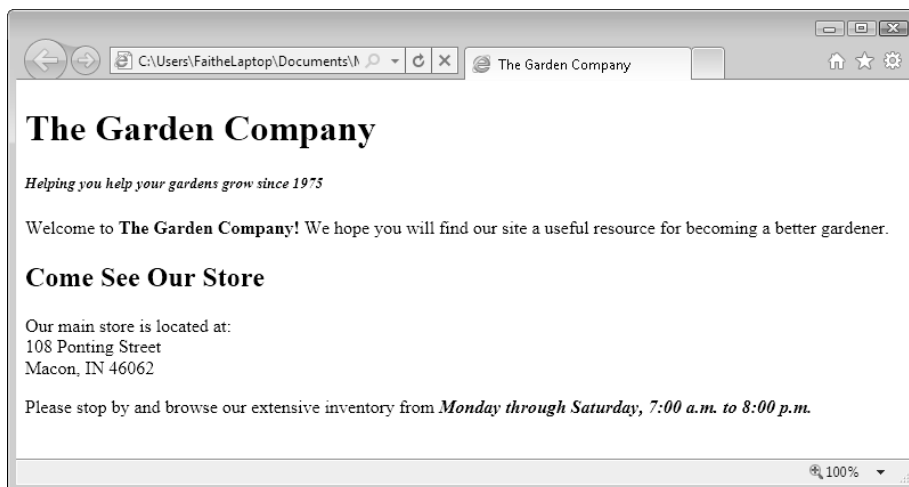 C:\Users\FaitheLaptop\Documents\
The Garden Company
The Garden Company
Helping you help your gardens grow since 1975
Welcome to The Garden Company! We hope you will find our site a useful resource for becoming a better gardener.
Come See Our Store
Our main store is located at:
108 Ponting Street
Macon, IN 46062
Please stop by and browse our extensive inventory from Monday through Saturday, 7:00 a.m. to 8:00 p.m.
100%